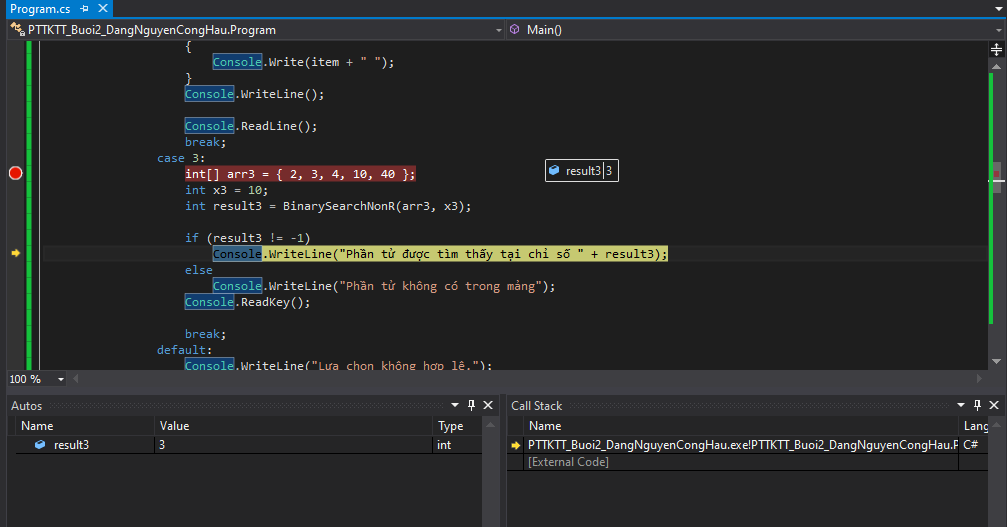 Program.cs
PTTKTT_Buoi2_DangNguyenCongHau.Program
Main()
{
Console.Write(item + " ");
}
Console.WriteLine();
Console.ReadLine();
break;
case 3:
int[] arr3 = { 2, 3, 4, 10, 40 };
result3 3
int x3 = 10;
int result3 = BinarySearchNonR(arr3, x3);
if (result3 != -1)
Console.WriteLine("Phần tử được tìm thấy tại chỉ số " + result3);
else
Console.WriteLine("Phần tử không có trong mảng");
Console.ReadKey();
break;
default:
Console.WriteLine("Lựa chọn không hợp lệ.");
100 %
Autos
Name Value Type
result3 3 int
Call Stack
Name Lang
PTTKTT_Buoi2_DangNguyenCongHau.exe!PTTKTT_Buoi2_DangNguyenCongHau.P C#
[External Code]